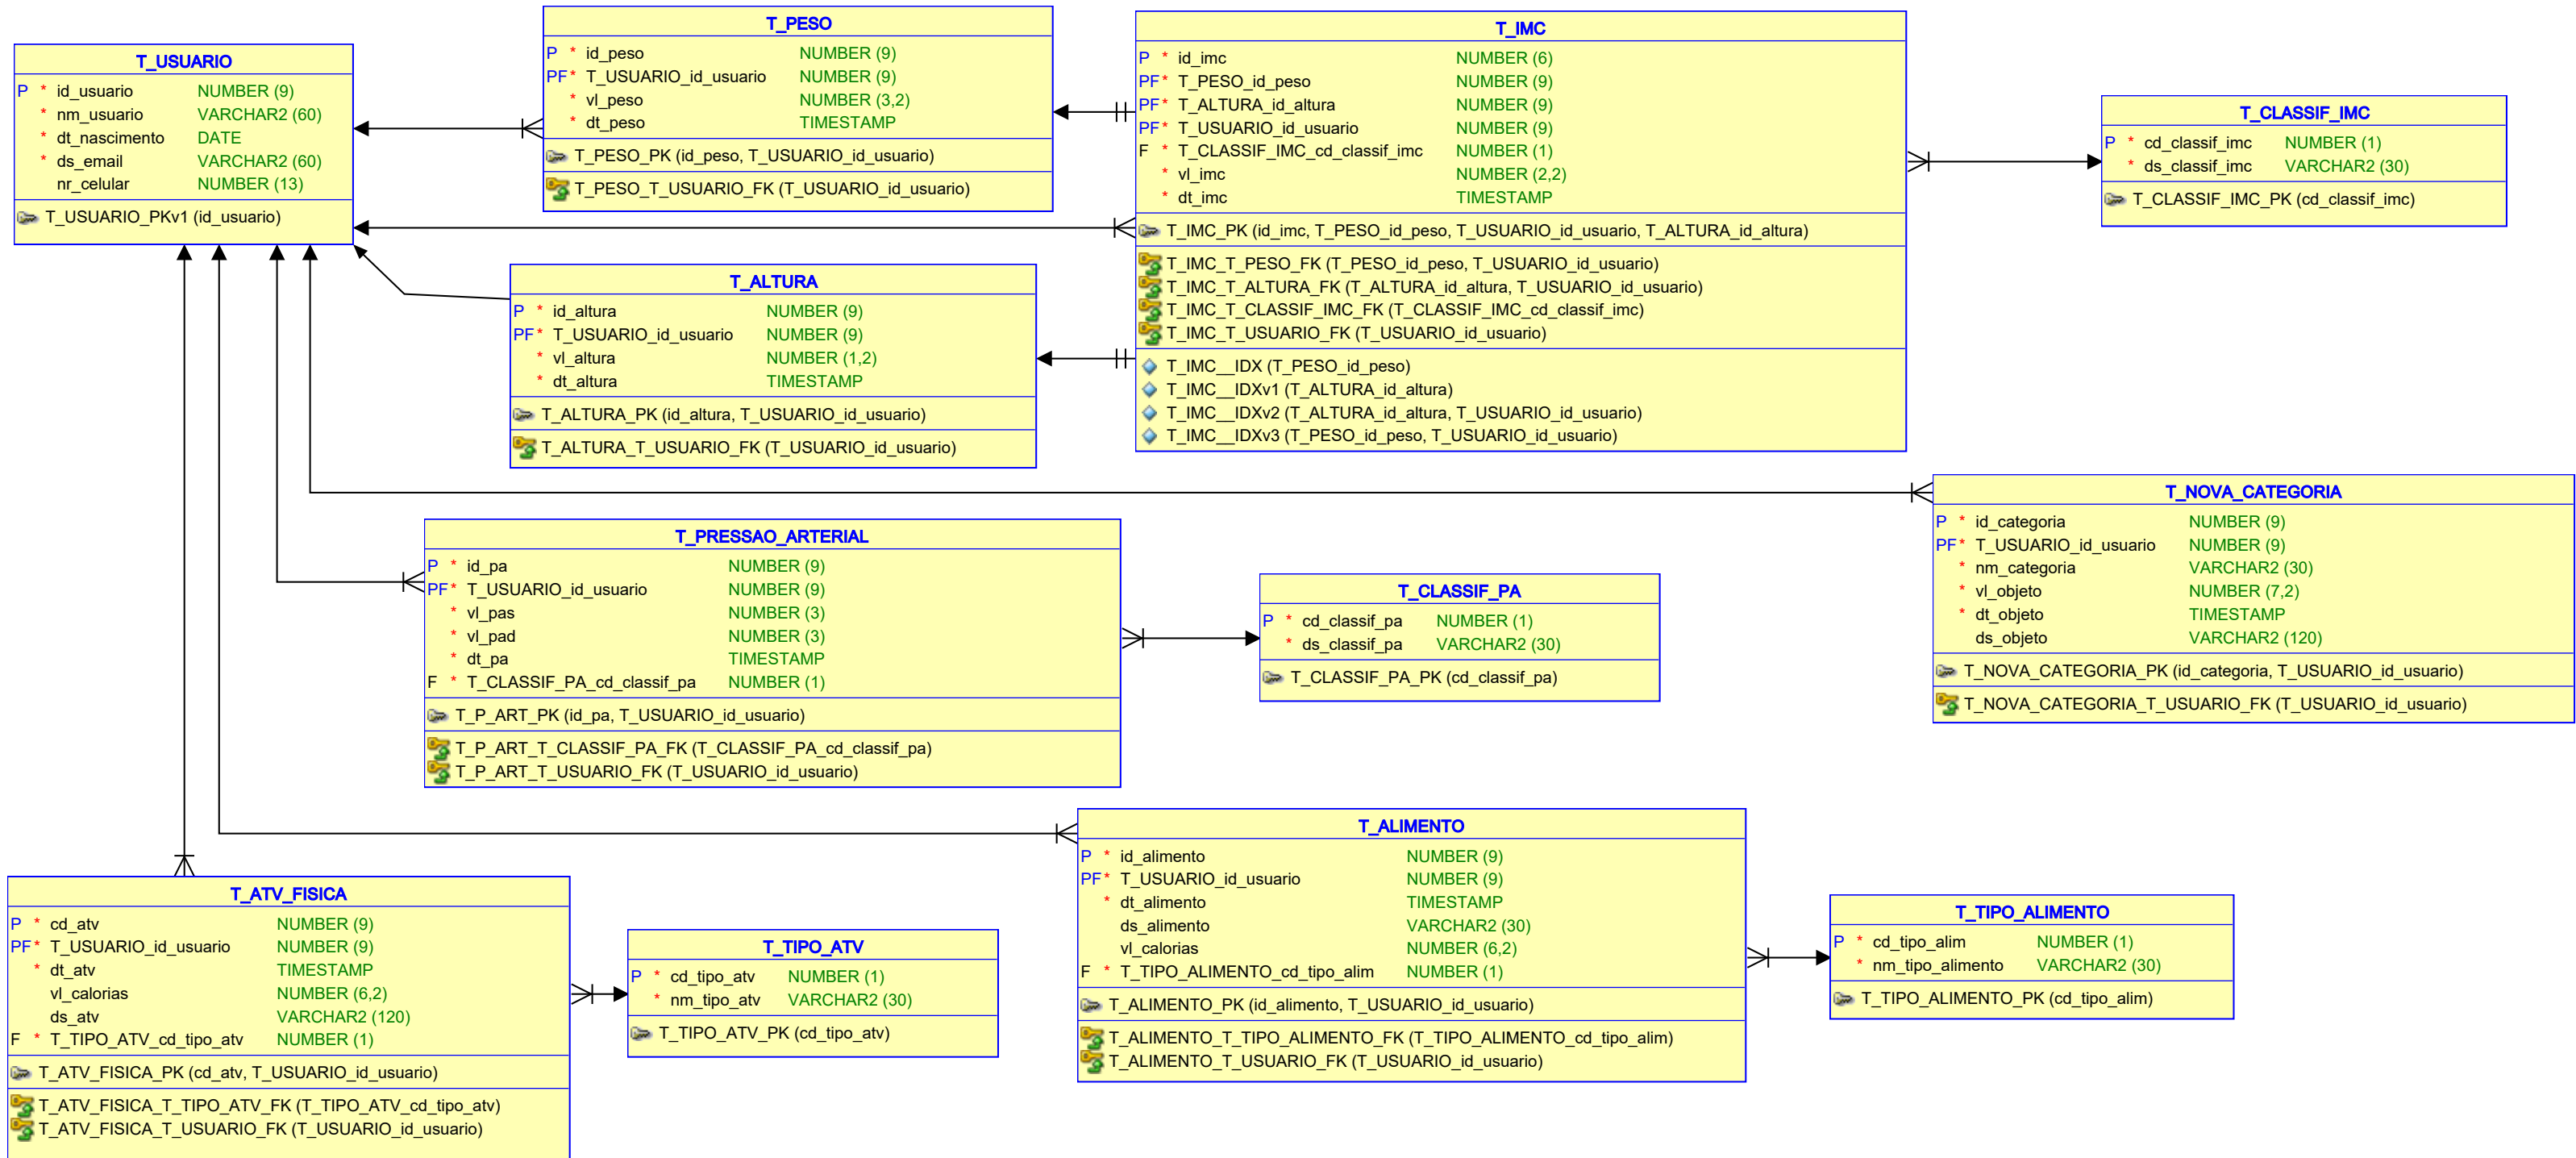 T_USUARIO
P * id_usuario NUMBER (9)
* nm_usuario VARCHAR2 (60)
* dt_nascimento DATE
* ds_email VARCHAR2 (60)
nr_celular NUMBER (13)
T_USUARIO_PKv1 (id_usuario)
T_PESO
P * id_peso NUMBER (9)
PF* T_USUARIO_id_usuario NUMBER (9)
* vl_peso NUMBER (3,2)
* dt_peso TIMESTAMP
T_PESO_PK (id_peso, T_USUARIO_id_usuario)
T_PESO_T_USUARIO_FK (T_USUARIO_id_usuario)
T_IMC
P * id_imc NUMBER (6)
PF* T_PESO_id_peso NUMBER (9)
PF* T_ALTURA_id_altura NUMBER (9)
PF* T_USUARIO_id_usuario NUMBER (9)
F * T_CLASSIF_IMC_cd_classif_imc NUMBER (1)
* vl_imc NUMBER (2,2)
* dt_imc TIMESTAMP
T_IMC_PK (id_imc, T_PESO_id_peso, T_USUARIO_id_usuario, T_ALTURA_id_altura)
T_IMC_T_PESO_FK (T_PESO_id_peso, T_USUARIO_id_usuario)
T_IMC_T_ALTURA_FK (T_ALTURA_id_altura, T_USUARIO_id_usuario)
T_IMC_T_CLASSIF_IMC_FK (T_CLASSIF_IMC_cd_classif_imc)
T_IMC_T_USUARIO_FK (T_USUARIO_id_usuario)
T_IMC__IDX (T_PESO_id_peso)
T_IMC__IDXv1 (T_ALTURA_id_altura)
T_IMC__IDXv2 (T_ALTURA_id_altura, T_USUARIO_id_usuario)
T_IMC__IDXv3 (T_PESO_id_peso, T_USUARIO_id_usuario)
T_CLASSIF_IMC
P * cd_classif_imc NUMBER (1)
* ds_classif_imc VARCHAR2 (30)
T_CLASSIF_IMC_PK (cd_classif_imc)
T_ALTURA
P * id_altura NUMBER (9)
PF* T_USUARIO_id_usuario NUMBER (9)
* vl_altura NUMBER (1,2)
* dt_altura TIMESTAMP
T_ALTURA_PK (id_altura, T_USUARIO_id_usuario)
T_ALTURA_T_USUARIO_FK (T_USUARIO_id_usuario)
T_NOVA_CATEGORIA
P * id_categoria NUMBER (9)
PF* T_USUARIO_id_usuario NUMBER (9)
* nm_categoria VARCHAR2 (30)
* vl_objeto NUMBER (7,2)
* dt_objeto TIMESTAMP
ds_objeto VARCHAR2 (120)
T_NOVA_CATEGORIA_PK (id_categoria, T_USUARIO_id_usuario)
T_NOVA_CATEGORIA_T_USUARIO_FK (T_USUARIO_id_usuario)
T_PRESSAO_ARTERIAL
P * id_pa NUMBER (9)
PF* T_USUARIO_id_usuario NUMBER (9)
* vl_pas NUMBER (3)
* vl_pad NUMBER (3)
* dt_pa TIMESTAMP
F * T_CLASSIF_PA_cd_classif_pa NUMBER (1)
T_P_ART_PK (id_pa, T_USUARIO_id_usuario)
T_P_ART_T_CLASSIF_PA_FK (T_CLASSIF_PA_cd_classif_pa)
T_P_ART_T_USUARIO_FK (T_USUARIO_id_usuario)
T_CLASSIF_PA
P * cd_classif_pa NUMBER (1)
* ds_classif_pa VARCHAR2 (30)
T_CLASSIF_PA_PK (cd_classif_pa)
T_ALIMENTO
P * id_alimento NUMBER (9)
PF* T_USUARIO_id_usuario NUMBER (9)
* dt_alimento TIMESTAMP
ds_alimento VARCHAR2 (30)
vl_calorias NUMBER (6,2)
F * T_TIPO_ALIMENTO_cd_tipo_alim NUMBER (1)
T_ALIMENTO_PK (id_alimento, T_USUARIO_id_usuario)
T_ALIMENTO_T_TIPO_ALIMENTO_FK (T_TIPO_ALIMENTO_cd_tipo_alim)
T_ALIMENTO_T_USUARIO_FK (T_USUARIO_id_usuario)
T_TIPO_ALIMENTO
P * cd_tipo_alim NUMBER (1)
* nm_tipo_alimento VARCHAR2 (30)
T_TIPO_ALIMENTO_PK (cd_tipo_alim)
T_ATV_FISICA
P * cd_atv NUMBER (9)
PF* T_USUARIO_id_usuario NUMBER (9)
* dt_atv TIMESTAMP
vl_calorias NUMBER (6,2)
ds_atv VARCHAR2 (120)
F * T_TIPO_ATV_cd_tipo_atv NUMBER (1)
T_ATV_FISICA_PK (cd_atv, T_USUARIO_id_usuario)
T_ATV_FISICA_T_TIPO_ATV_FK (T_TIPO_ATV_cd_tipo_atv)
T_ATV_FISICA_T_USUARIO_FK (T_USUARIO_id_usuario)
T_TIPO_ATV
P * cd_tipo_atv NUMBER (1)
* nm_tipo_atv VARCHAR2 (30)
T_TIPO_ATV_PK (cd_tipo_atv)